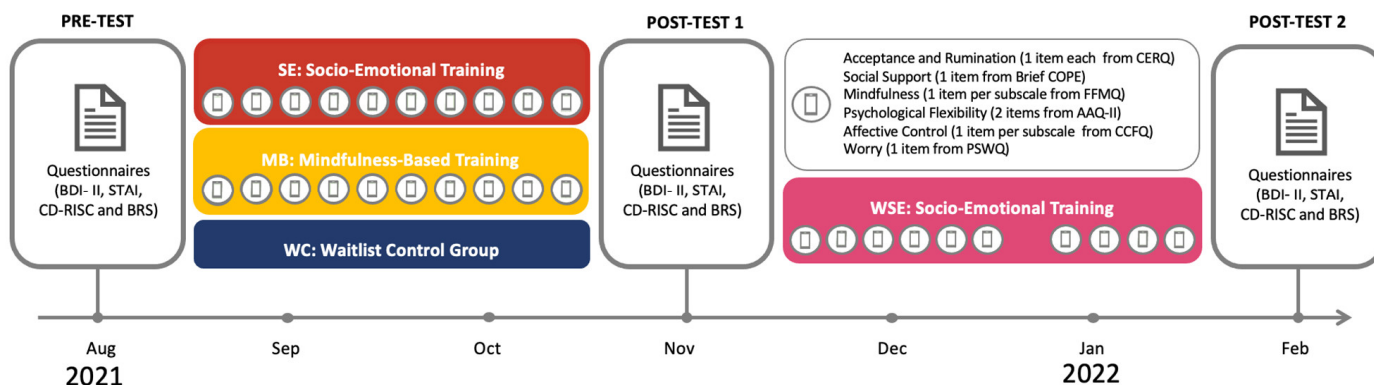 PRE-TEST
Questionnaires
(BDI- II, STAI,
CD-RISC and BRS)
SE: Socio-Emotional Training
MB: Mindfulness-Based Training
WC: Waitlist Control Group
POST-TEST 1
Questionnaires
(BDI- II, STAI,
CD-RISC and BRS)
Acceptance and Rumination (1 item each from CERQ)
Social Support (1 item from Brief COPE)
Mindfulness (1 item per subscale from FFMQ)
Psychological Flexibility (2 items from AAQ-II)
Affective Control (1 item per subscale from CCFQ)
Worry (1 item from PSWQ)
WSE: Socio-Emotional Training
POST-TEST 2
Questionnaires
(BDI- II, STAI,
CD-RISC and BRS)
Aug
Sep
Oct
Nov
Dec
Jan
Feb
2021
2022